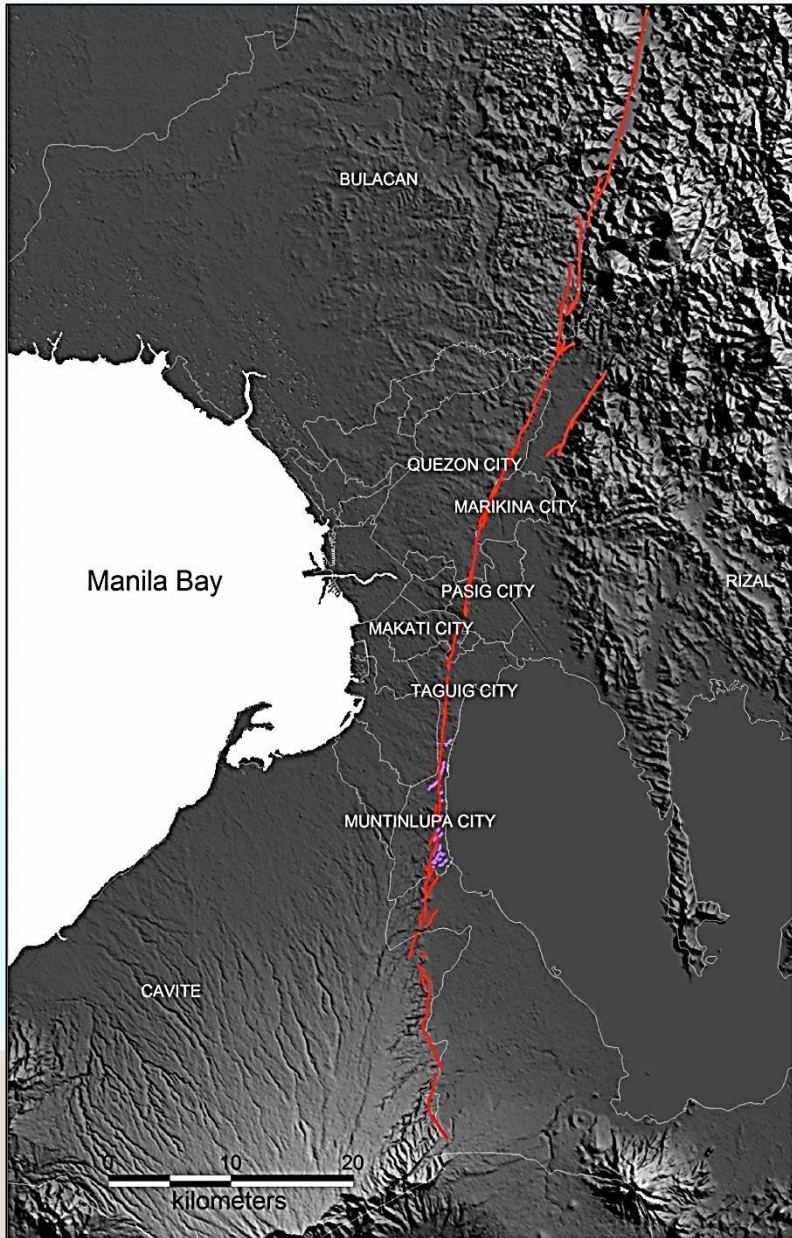 BULACAN
QUEZON CITY
MARIKINA CITY
Manila Bay
PASIG CITY
RIZAL
MAKATI CITY
TAGUIG CITY
MUNTINLUPA CITY
CAVITE
0 10 20
kilometers